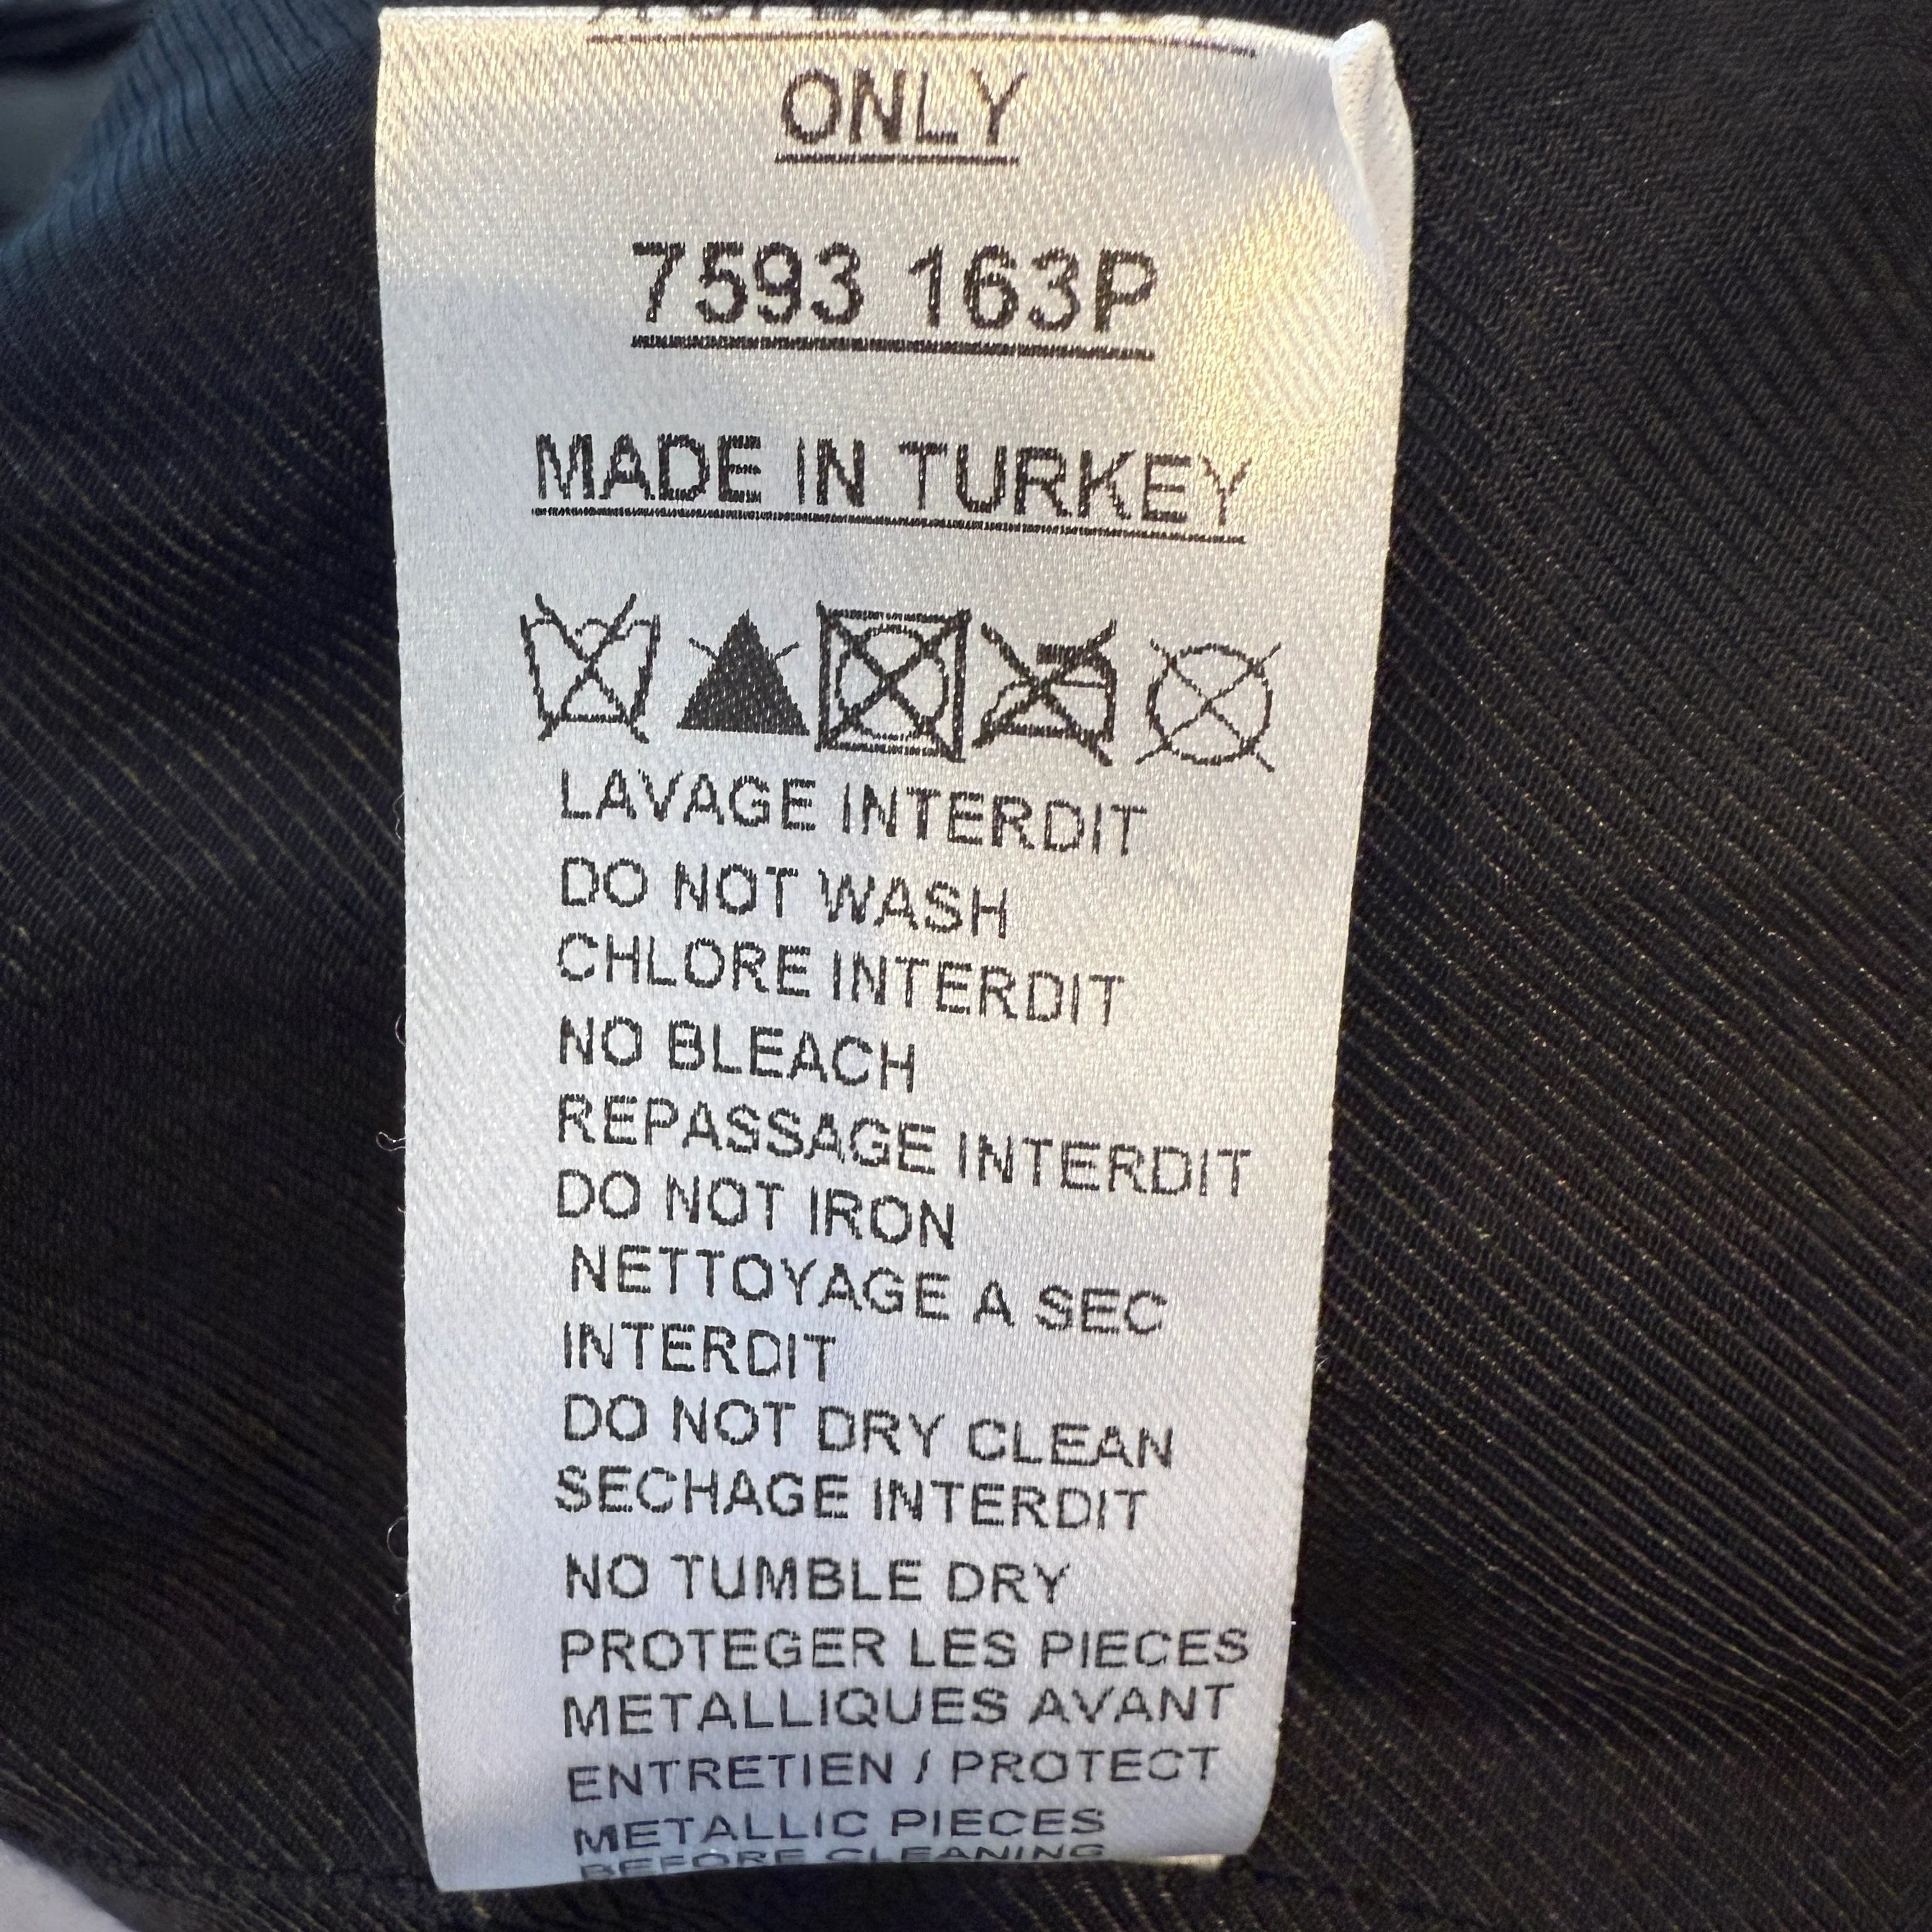 ONLY
7593 163P
MADE IN TURKEY
LAVAGE INTERDIT
DO NOT WASH
CHLORE INTERDIT
NO BLEACH
REPASSAGE INTERDIT
DO NOT IRON
NETTOYAGE A SEC
INTERDIT
DO NOT DRY CLEAN
SECHAGE INTERDIT
NO TUMBLE DRY
PROTEGER LES PIECES
METALLIQUES AVANT
ENTRETIEN / PROTECT
METALLIC PIECES
BEFORE CLEANING